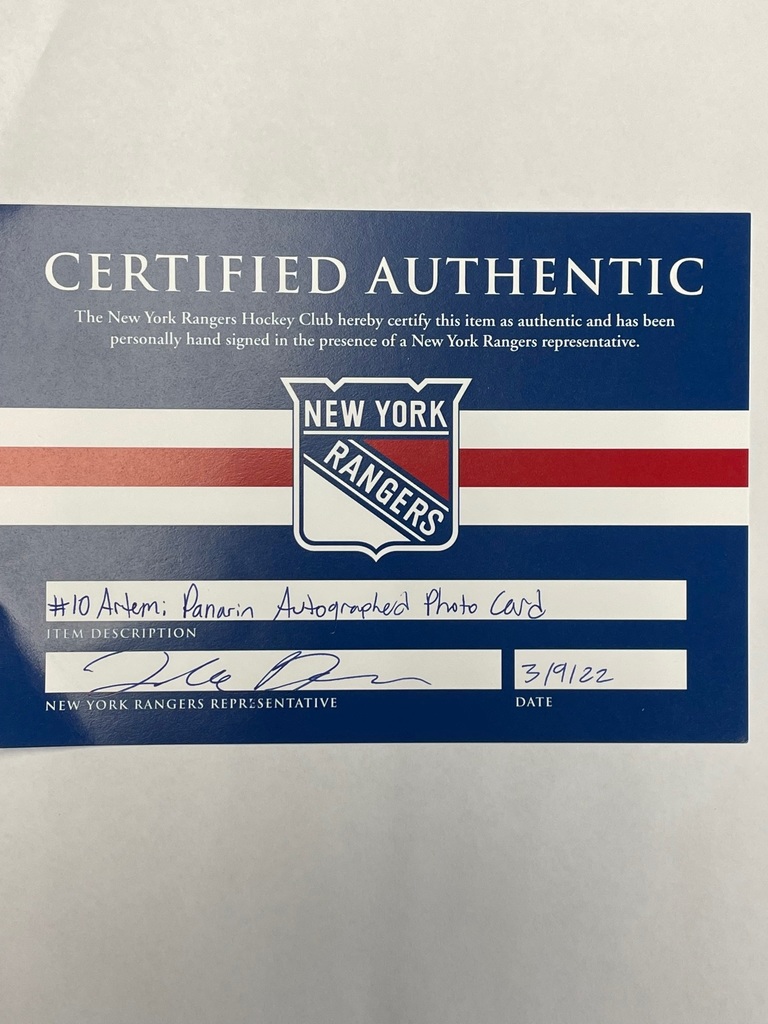 CERTIFIED AUTHENTIC
The New York Rangers Hockey Club hereby certify this item as authentic and has been
personally hand signed in the presence of a New York Rangers representative.
NEW YORK
RANGERS
#10 Artemi Panarin Autographed Photo Card
ITEM DESCRIPTION
3/9/22
NEW YORK RANGERS REPRESENTATIVE
DATE